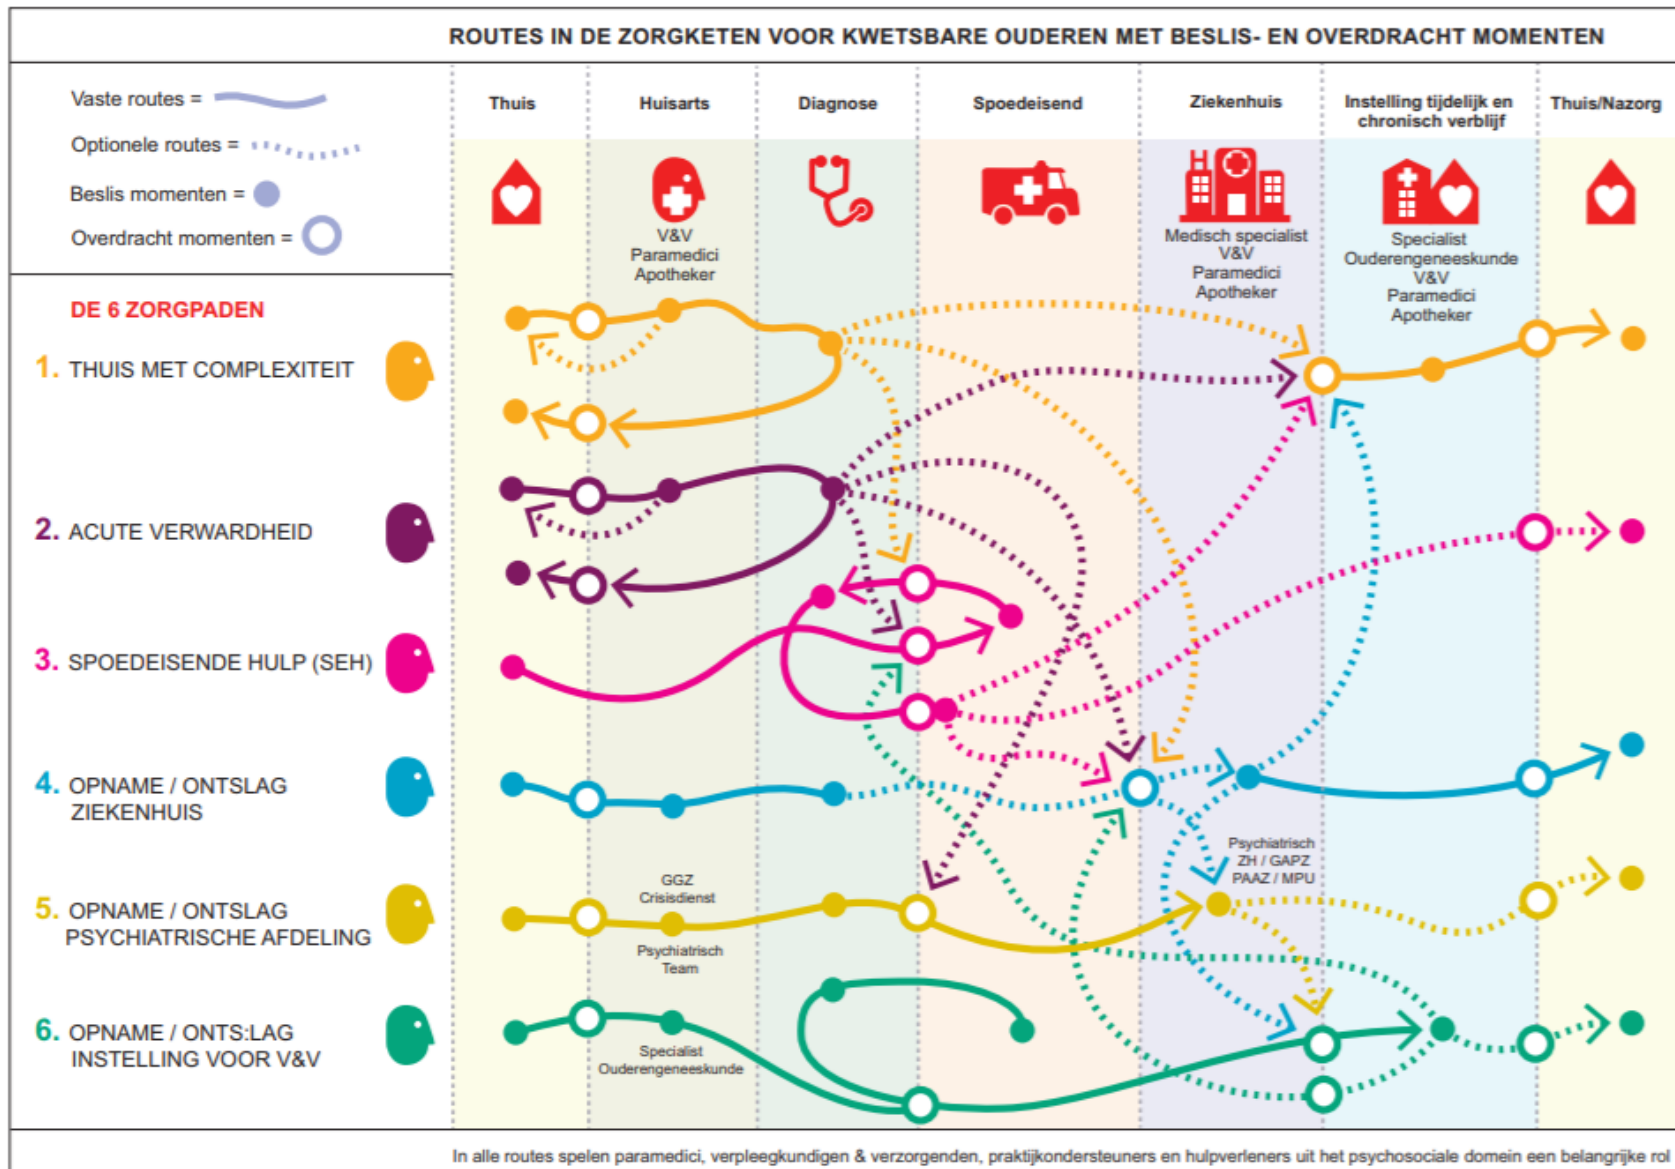 ROUTES IN DE ZORGKETEN VOOR KWETSBARE OUDEREN MET BESLIS- EN OVERDRACHT MOMENTEN
Vaste routes =
Optionele routes =
Beslis momenten =
Overdracht momenten =
Thuis
Huisarts
Diagnose
Spoedeisend
Ziekenhuis
Instelling tijdelijk en
chronisch verblijf
Thuis/Nazorg
V&V
Paramedici
Apotheker
Medisch specialist
V&V
Paramedici
Apotheker
Specialist
Ouderengeneeskunde
V&V
Paramedici
Apotheker
DE 6 ZORGPADEN
1. THUIS MET COMPLEXITEIT
2. ACUTE VERWARDHEID
3. SPOEDEISENDE HULP (SEH)
4. OPNAME / ONTSLAG
ZIEKENHUIS
Psychiatrisch
ZH / GAPZ
PAAZ / MPU
5. OPNAME / ONTSLAG
PSYCHIATRISCHE AFDELING
GGZ
Crisisdienst
Psychiatrisch
Team
6. OPNAME / ONTS:LAG
INSTELLING VOOR V&V
Specialist
Ouderengeneeskunde
In alle routes spelen paramedici, verpleegkundigen & verzorgenden, praktijkondersteuners en hulpverleners uit het psychosociale domein een belangrijke rol